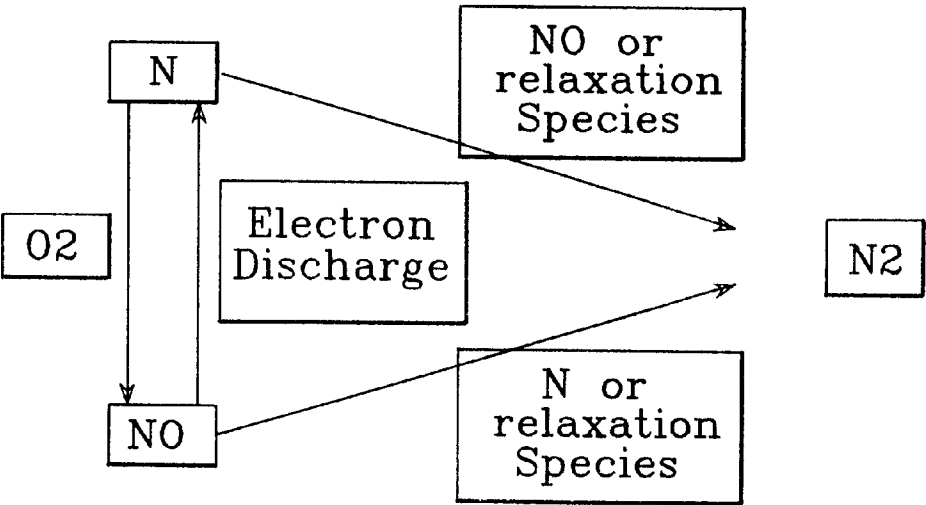 N
NO or
relaxation
Species
O2
Electron
Discharge
N2
NO
N or
relaxation
Species